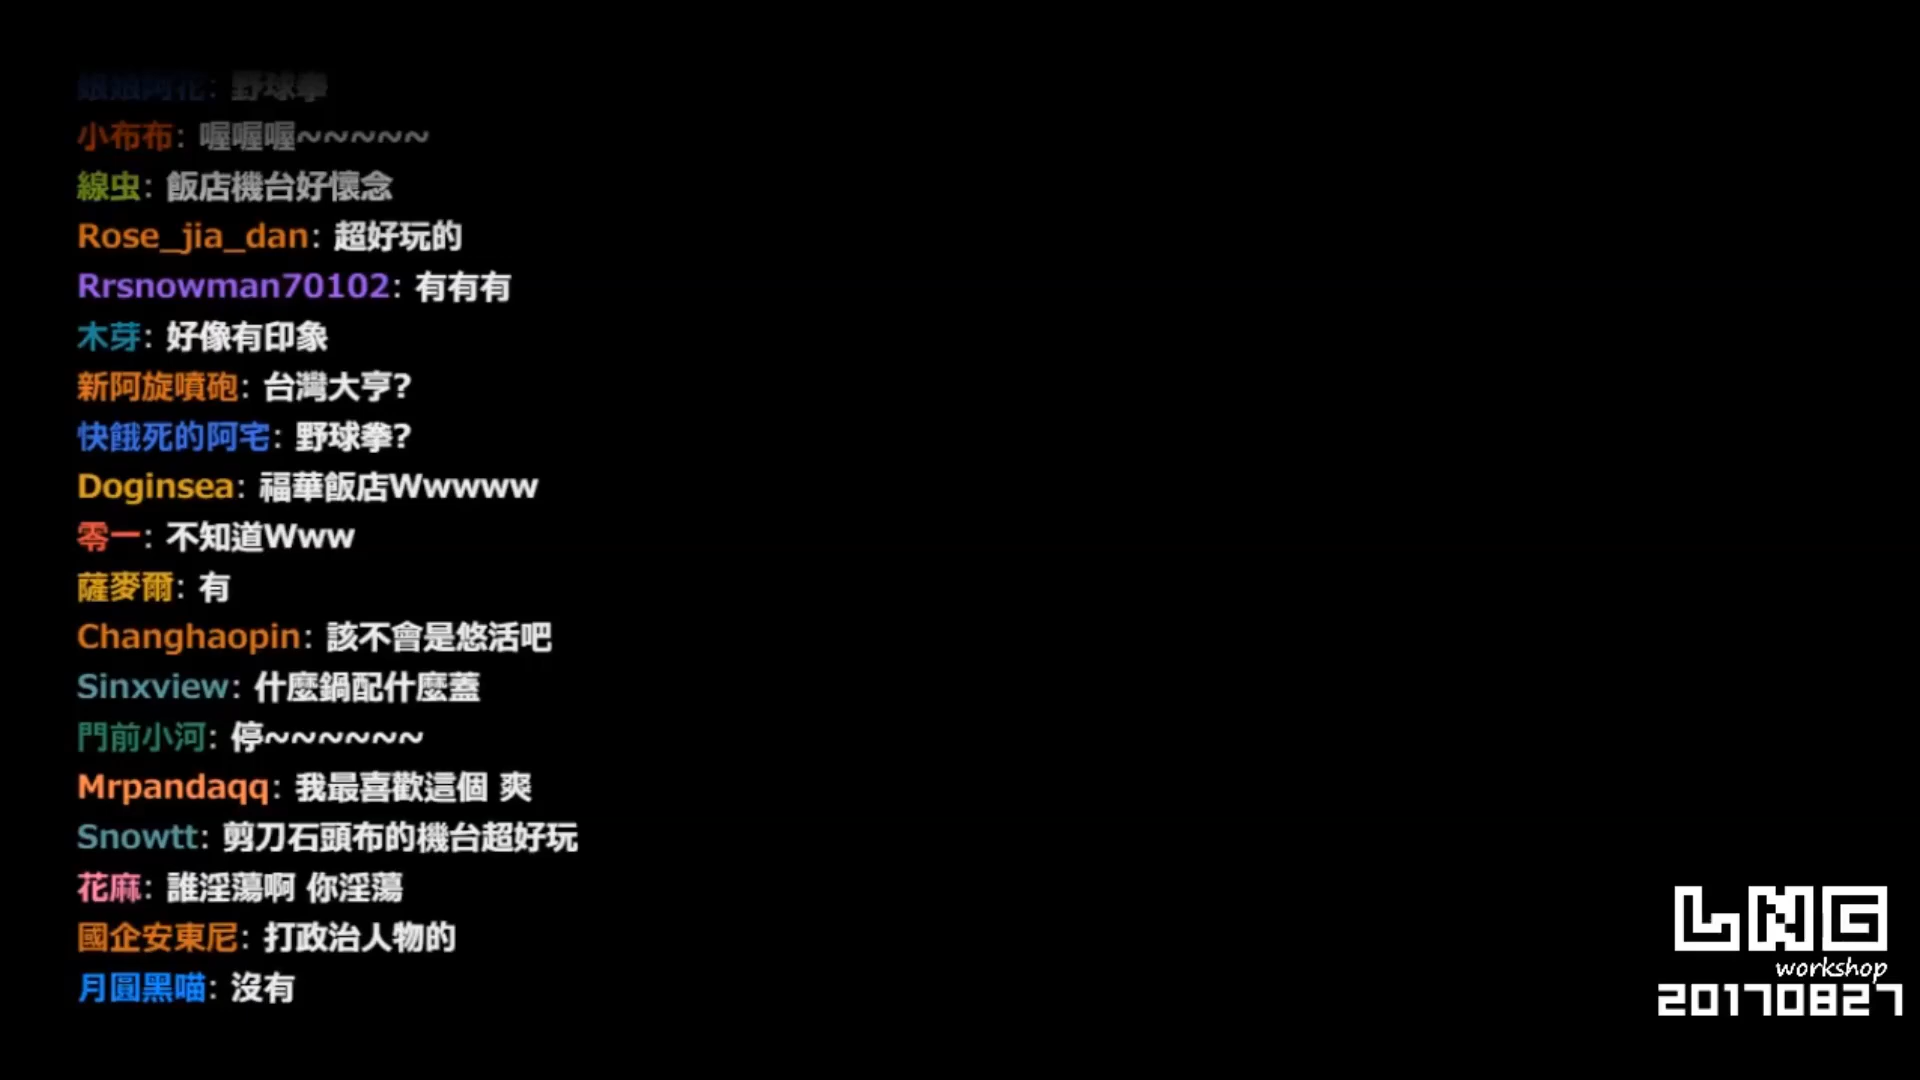 娘娘阿花: 野球拳
小布布: 喔喔喔~~~~~
線虫: 飯店機台好懷念
Rose_jia_dan: 超好玩的
Rrsnowman70102: 有有有
木芽: 好像有印象
新阿旋噴砲: 台灣大亨?
快餓死的阿宅: 野球拳?
Doginsea: 福華飯店Wwwww
零一: 不知道Www
薩麥爾: 有
Changhaopin: 該不會是悠活吧
Sinxview: 什麼鍋配什麼蓋
門前小河: 停~~~~~~
Mrpandaqq: 我最喜歡這個 爽
Snowtt: 剪刀石頭布的機台超好玩
花麻: 誰淫蕩啊 你淫蕩
國企安東尼: 打政治人物的
月圓黑喵: 沒有
LNG
workshop
20170827